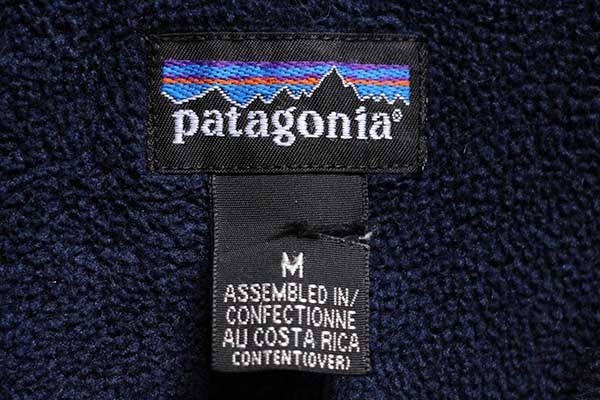 patagonia®
M
ASSEMBLED IN/
CONFECTIONNE
AU COSTA RICA
CONTENT(OVER)